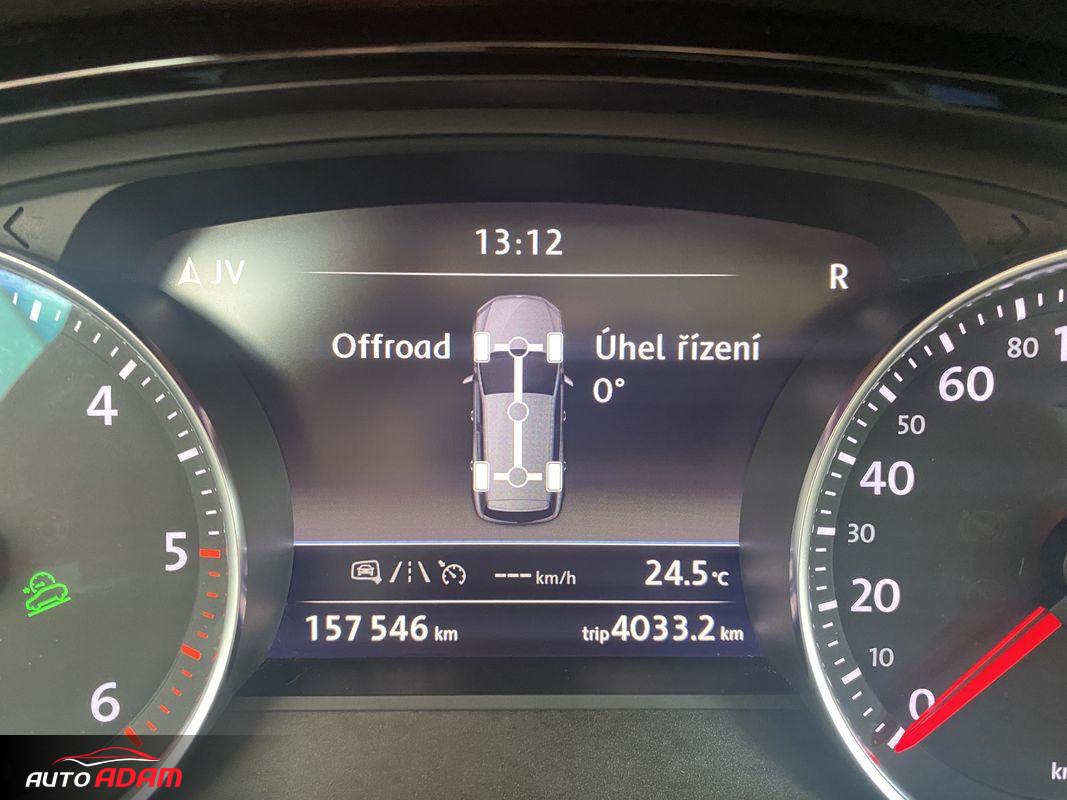 13:12
JV
R
Offroad
Úhel řízení
0°
--- km/h
24.5 °C
157 546 km
trip 4033.2 km
4
5
6
0
10
20
30
40
50
60
80
AUTO ADAM